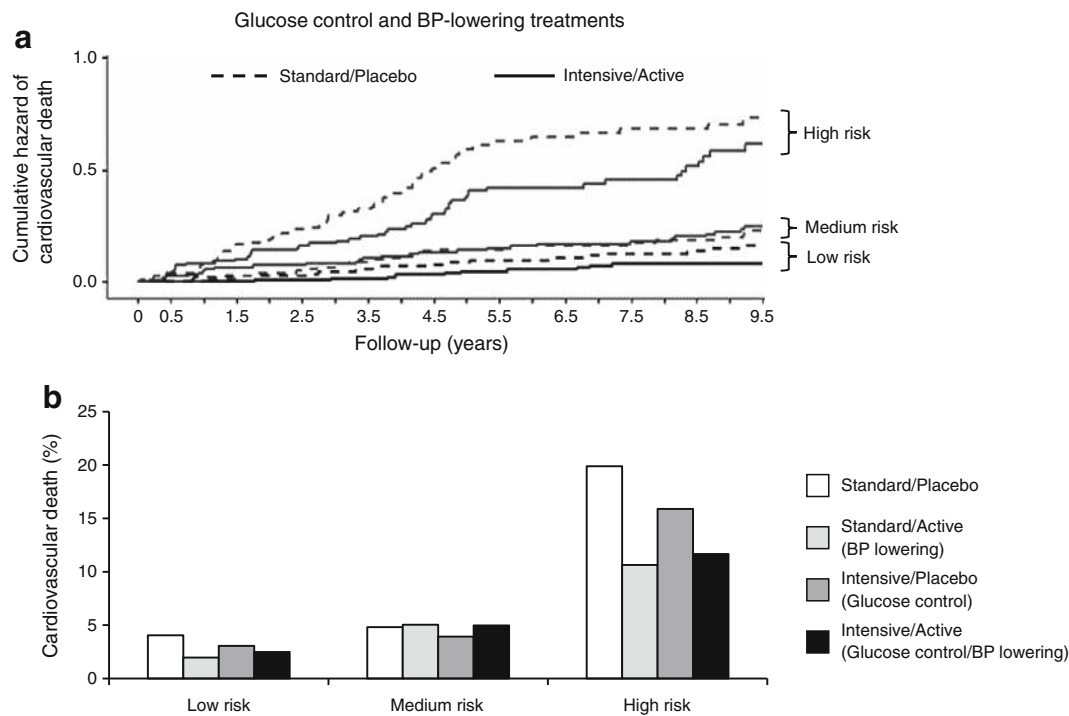 Glucose control and BP-lowering treatments
a
Cumulative hazard of
cardiovascular death
1.0
0.5
0.0
Standard/Placebo
Intensive/Active
High risk
Medium risk
Low risk
0 0.5 1.5 2.5 3.5 4.5 5.5 6.5 7.5 8.5 9.5
Follow-up (years)
b
Cardiovascular death (%)
25
20
15
10
5
0
Low risk
Medium risk
High risk
Standard/Placebo
Standard/Active
(BP lowering)
Intensive/Placebo
(Glucose control)
Intensive/Active
(Glucose control/BP lowering)